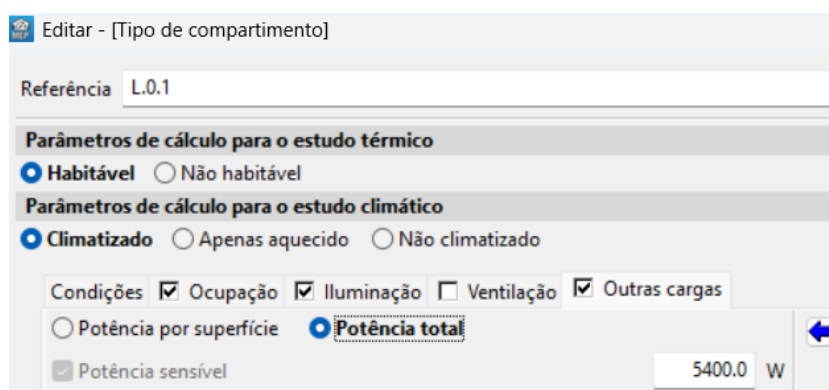 Editar - [Tipo de compartimento]
Referência L.0.1
Parâmetros de cálculo para o estudo térmico
Habitável Não habitável
Parâmetros de cálculo para o estudo climático
Climatizado Apenas aquecido Não climatizado
Condições Ocupação Iluminação Ventilação Outras cargas
Potência por superfície Potência total
Potência sensível 5400.0 W